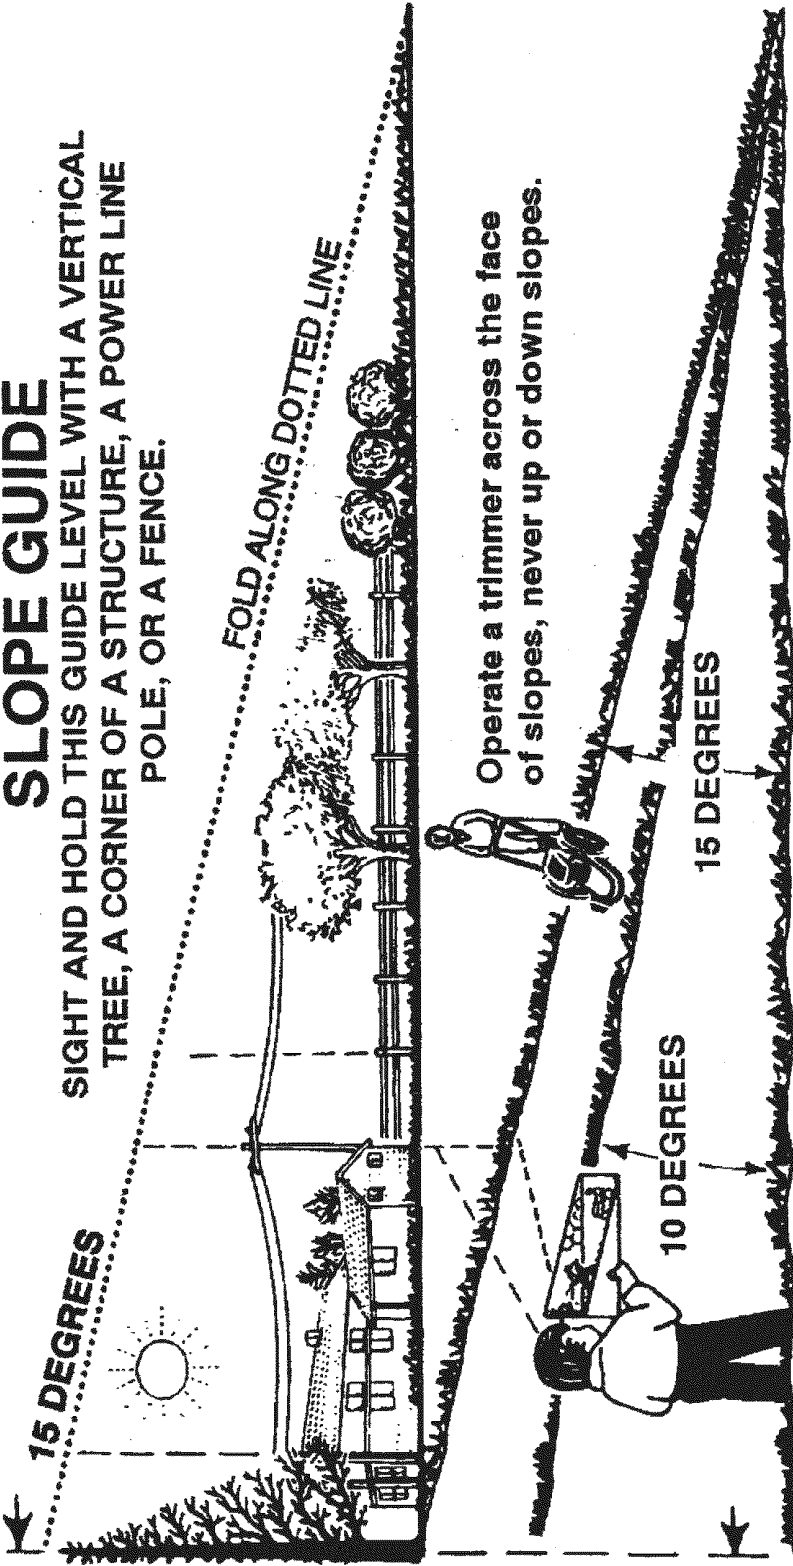 SLOPE GUIDE
SIGHT AND HOLD THIS GUIDE LEVEL WITH A VERTICAL
TREE, A CORNER OF A STRUCTURE, A POWER LINE
POLE, OR A FENCE.
15 DEGREES
FOLD ALONG DOTTED LINE
Operate a trimmer across the face
of slopes, never up or down slopes.
10 DEGREES
15 DEGREES